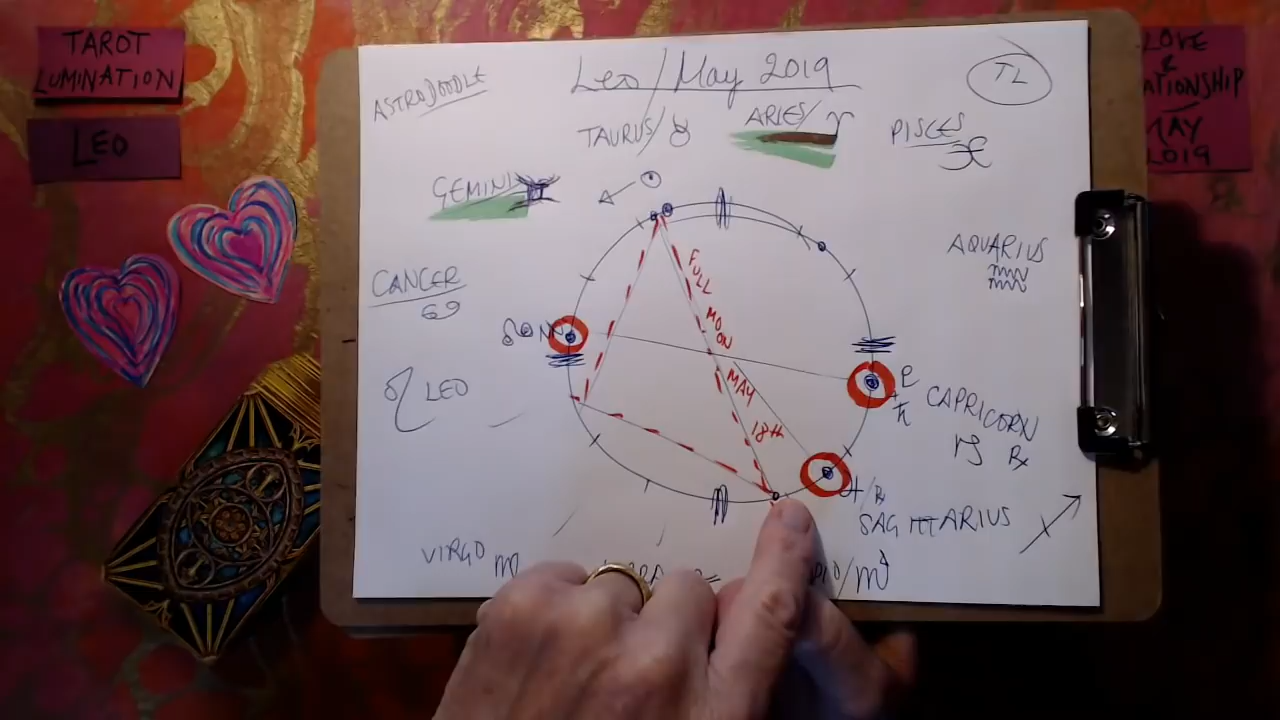 TAROT
LUMINATION
LEO
LOVE
&
ATIONSHIP
MAY
2019
ASTRODOODLE
Leo/May 2019
TL
TAURUS/♉
ARIES/♈
PISCES
♓
GEMINI
AQUARIUS
♒
CANCER
♋
♌ LEO
FULL
MOON
MAY
18th
CAPRICORN
♑ ℞
SAGITTARIUS
VIRGO
/♏